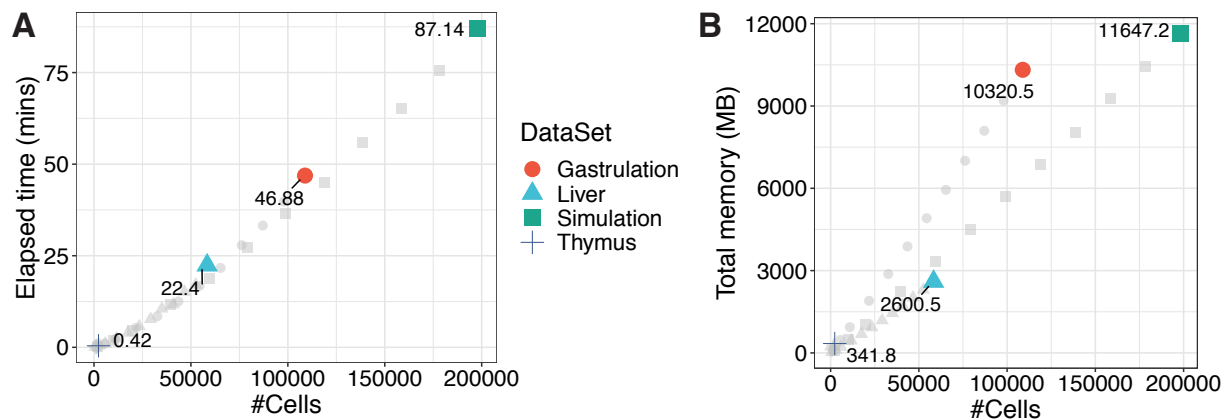 A
Elapsed time (mins)
75
50
25
0
87.14
46.88
22.4
0.42
0
50000
100000
150000
200000
#Cells
DataSet
Gastrulation
Liver
Simulation
Thymus
B
Total memory (MB)
12000
9000
6000
3000
0
11647.2
10320.5
2600.5
341.8
0
50000
100000
150000
200000
#Cells